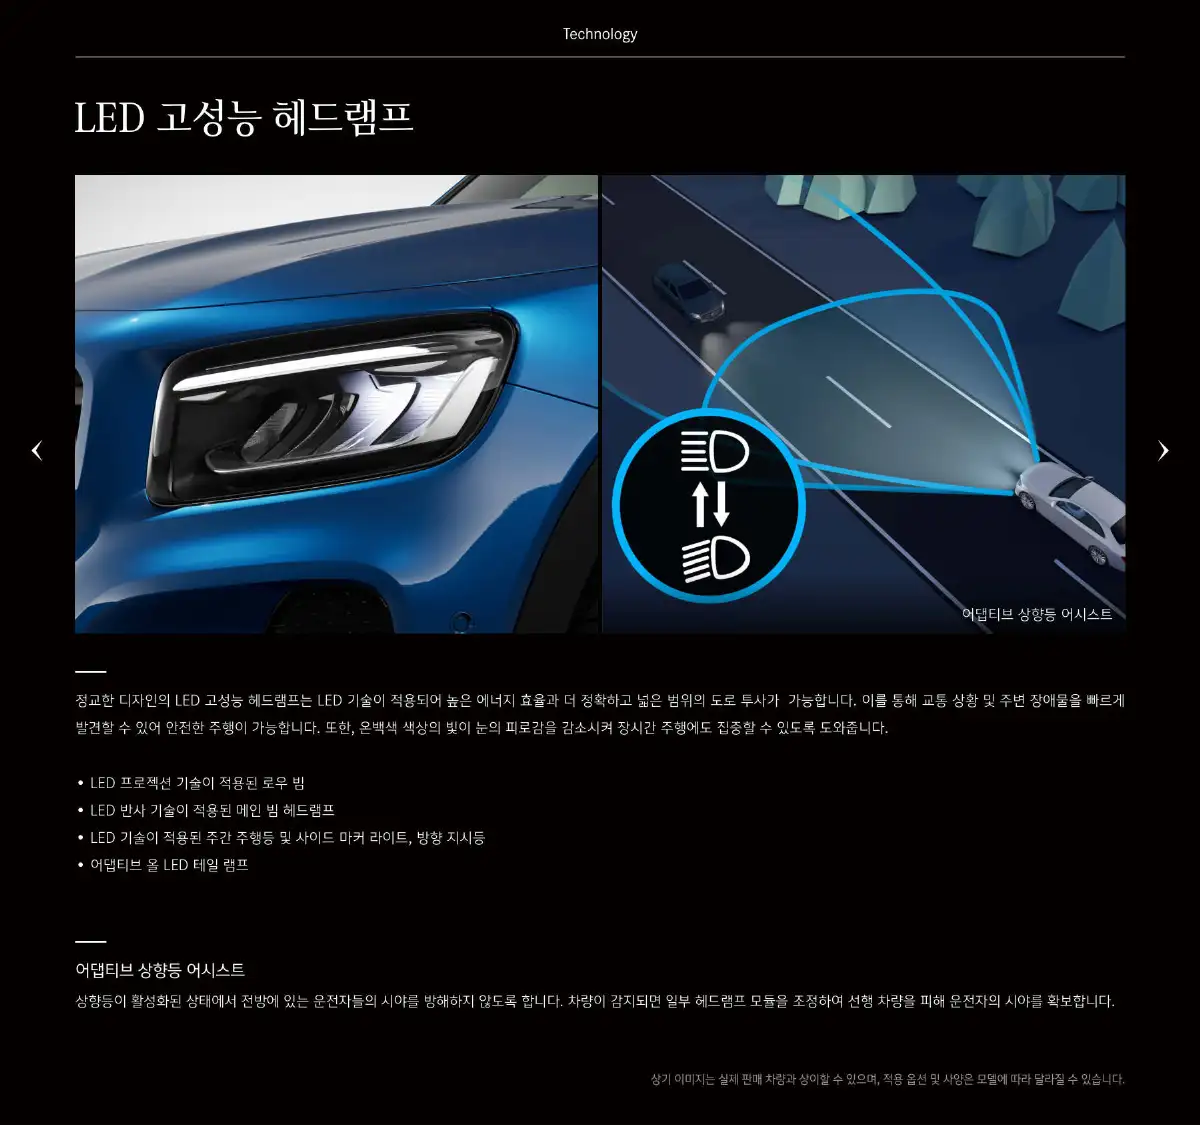 Technology
LED 고성능 헤드램프
어댑티브 상향등 어시스트
정교한 디자인의 LED 고성능 헤드램프는 LED 기술이 적용되어 높은 에너지 효율과 더 정확하고 넓은 범위의 도로 투사가 가능합니다. 이를 통해 교통 상황 및 주변 장애물을 빠르게
발견할 수 있어 안전한 주행이 가능합니다. 또한, 온백색 색상의 빛이 눈의 피로감을 감소시켜 장시간 주행에도 집중할 수 있도록 도와줍니다.
• LED 프로젝션 기술이 적용된 로우 빔
• LED 반사 기술이 적용된 메인 빔 헤드램프
• LED 기술이 적용된 주간 주행등 및 사이드 마커 라이트, 방향 지시등
• 어댑티브 올 LED 테일 램프
어댑티브 상향등 어시스트
상향등이 활성화된 상태에서 전방에 있는 운전자들의 시야를 방해하지 않도록 합니다. 차량이 감지되면 일부 헤드램프 모듈을 조정하여 선행 차량을 피해 운전자의 시야를 확보합니다.
상기 이미지는 실제 판매 차량과 상이할 수 있으며, 적용 옵션 및 사양은 모델에 따라 달라질 수 있습니다.